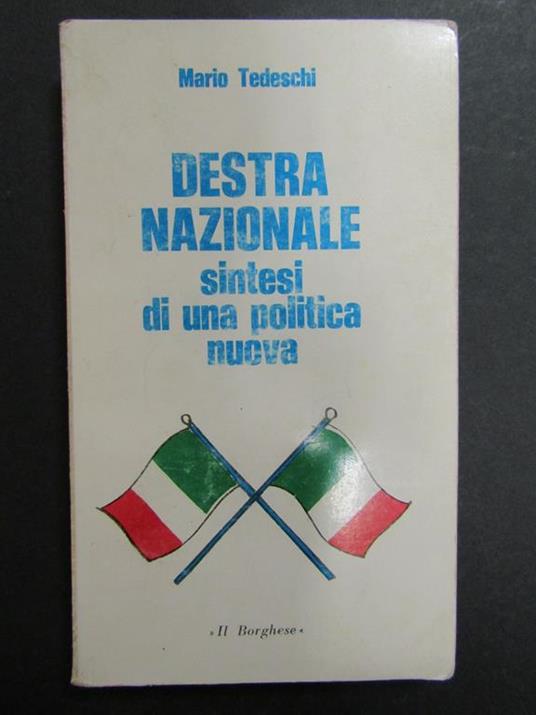 Mario Tedeschi
DESTRA
NAZIONALE
sintesi
di una politica
nuova
» Il Borghese «